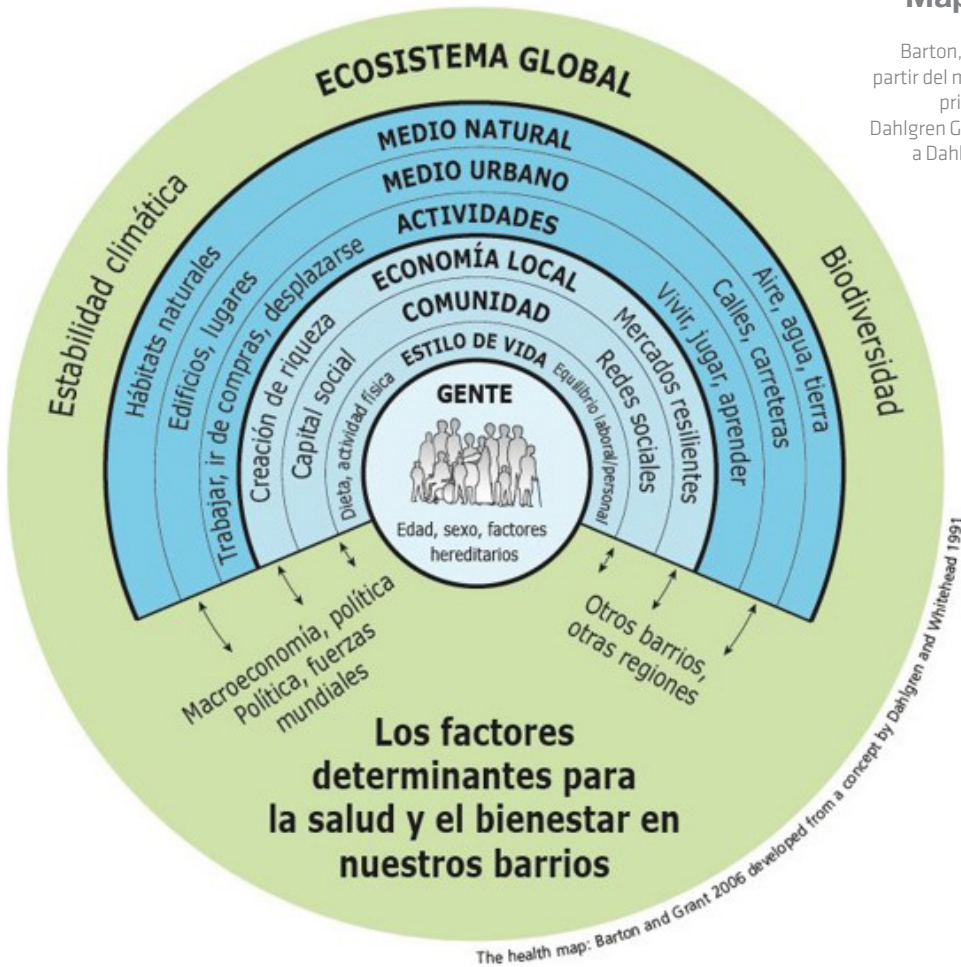 Map
Barton,
partir del
pri
Dahlgren G
a Dahl
ECOSISTEMA GLOBAL
Estabilidad climática
Biodiversidad
MEDIO NATURAL
Hábitats naturales
Aire, agua, tierra
MEDIO URBANO
Edificios, lugares
Calles, carreteras
ACTIVIDADES
Trabajar, ir de compras, desplazarse
Vivir, jugar, aprender
ECONOMÍA LOCAL
Creación de riqueza
Mercados resilientes
COMUNIDAD
Capital social
Redes sociales
ESTILO DE VIDA
Dieta, actividad física
Equilibrio laboral/personal
GENTE
Edad, sexo, factores
hereditarios
Macroeconomía, política
Política, fuerzas
mundiales
Otros barrios,
otras regiones
Los factores
determinantes para
la salud y el bienestar en
nuestros barrios
The health map: Barton and Grant 2006 developed from a concept by Dahlgren and Whitehead 1991